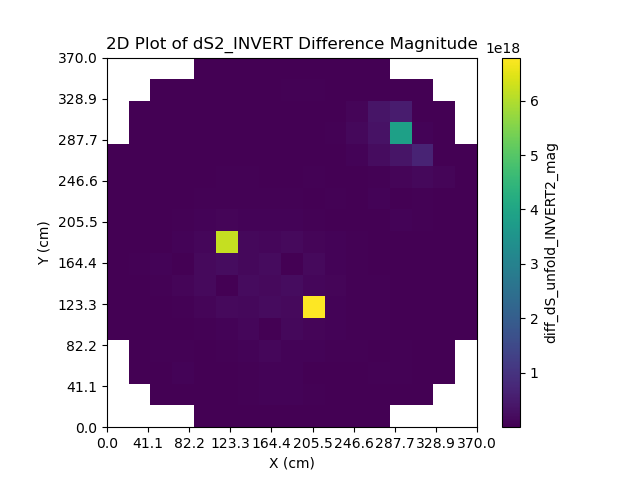 2D Plot of dS2_INVERT Difference Magnitude
1e18
370.0
328.9
287.7
246.6
205.5
164.4
123.3
82.2
41.1
0.0
Y (cm)
0.0 41.1 82.2 123.3 164.4 205.5 246.6 287.7 328.9 370.0
X (cm)
6
5
4
3
2
1
diff_dS_unfold_INVERT2_mag